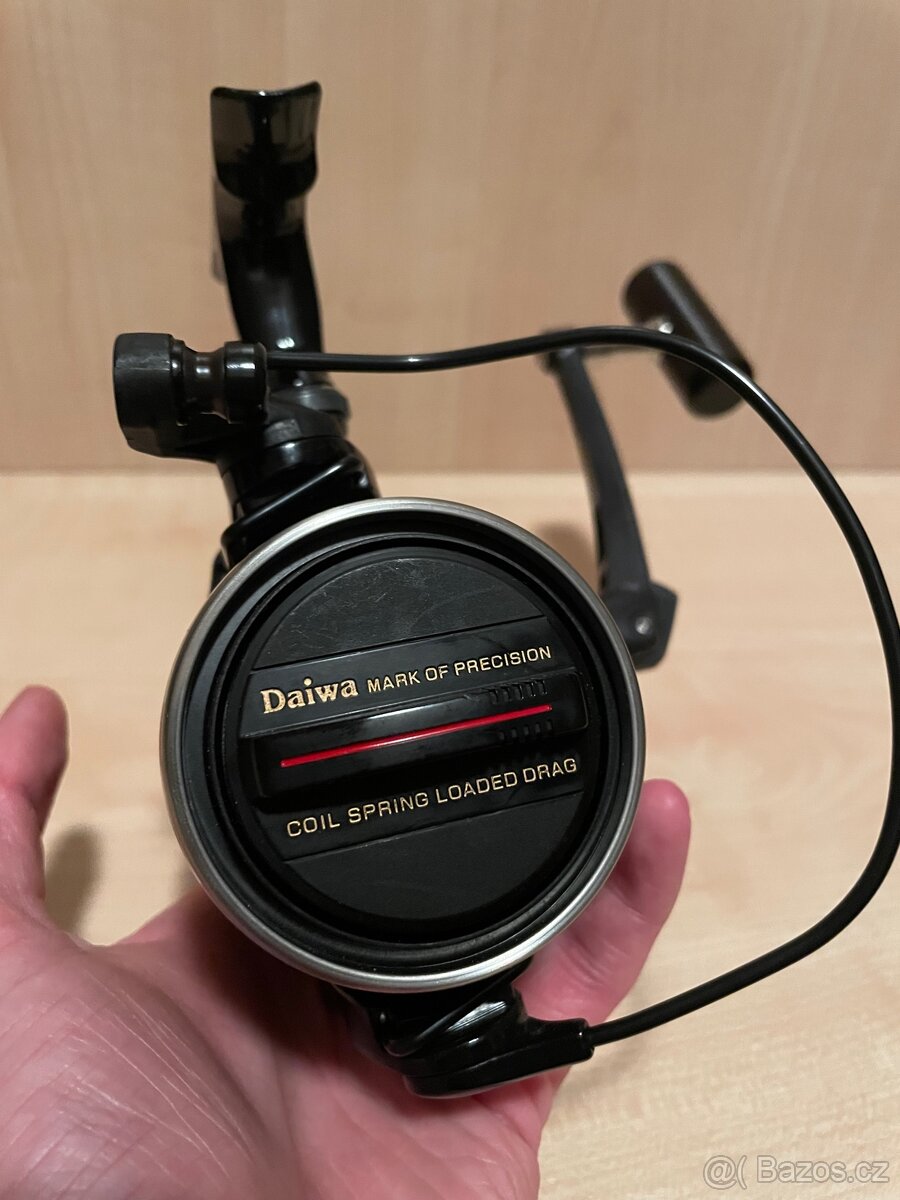 Daiwa MARK OF PRECISION
COIL SPRING LOADED DRAG
@( Bazos.cz